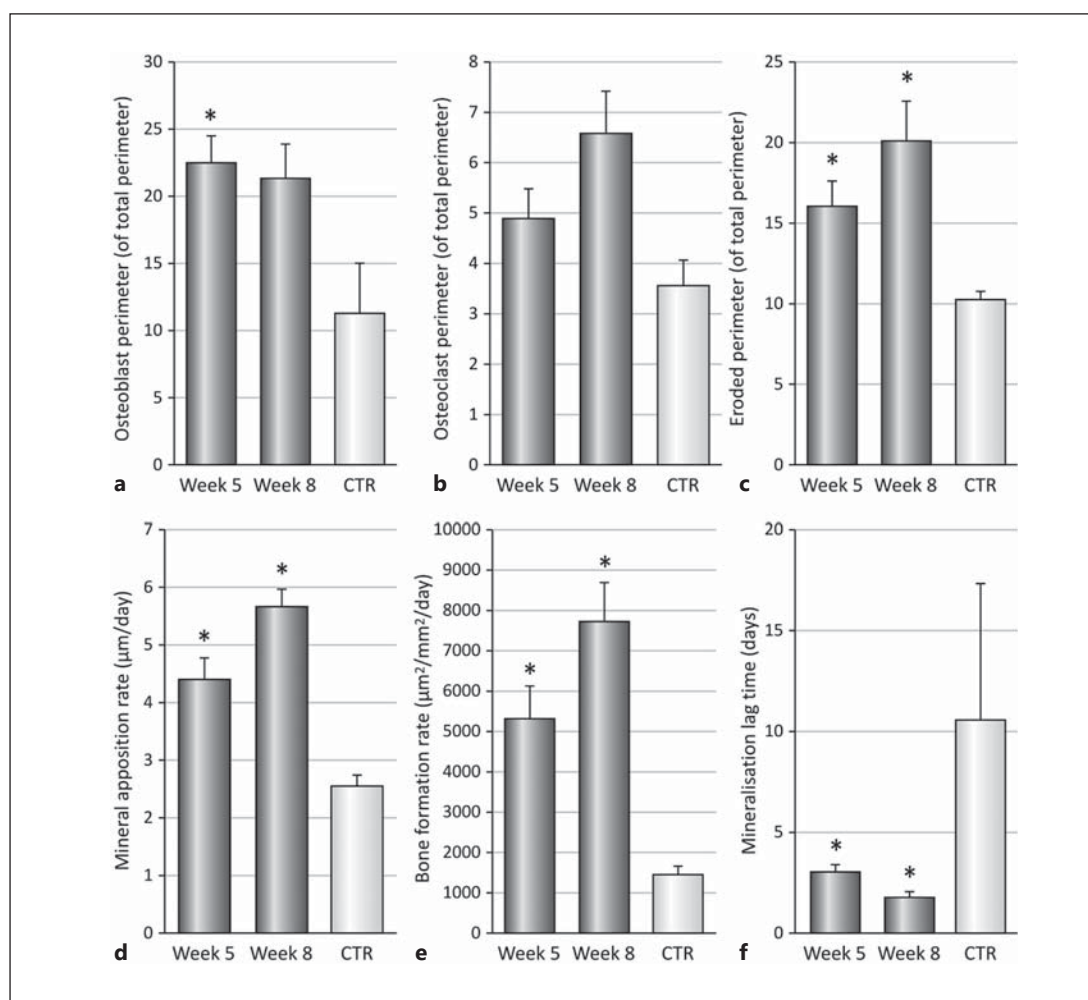 Osteoblast perimeter (of total perimeter)
30
25
20
15
10
5
0
*
Week 5 Week 8 CTR
a
Osteoclast perimeter (of total perimeter)
8
7
6
5
4
3
2
1
0
Week 5 Week 8 CTR
b
Eroded perimeter (of total perimeter)
25
20
15
10
5
0
* *
Week 5 Week 8 CTR
c
Mineral apposition rate (µm/day)
7
6
5
4
3
2
1
0
* *
Week 5 Week 8 CTR
d
Bone formation rate (µm²/mm²/day)
10000
9000
8000
7000
6000
5000
4000
3000
2000
1000
0
* *
Week 5 Week 8 CTR
e
Mineralisation lag time (days)
20
15
10
5
0
* *
Week 5 Week 8 CTR
f